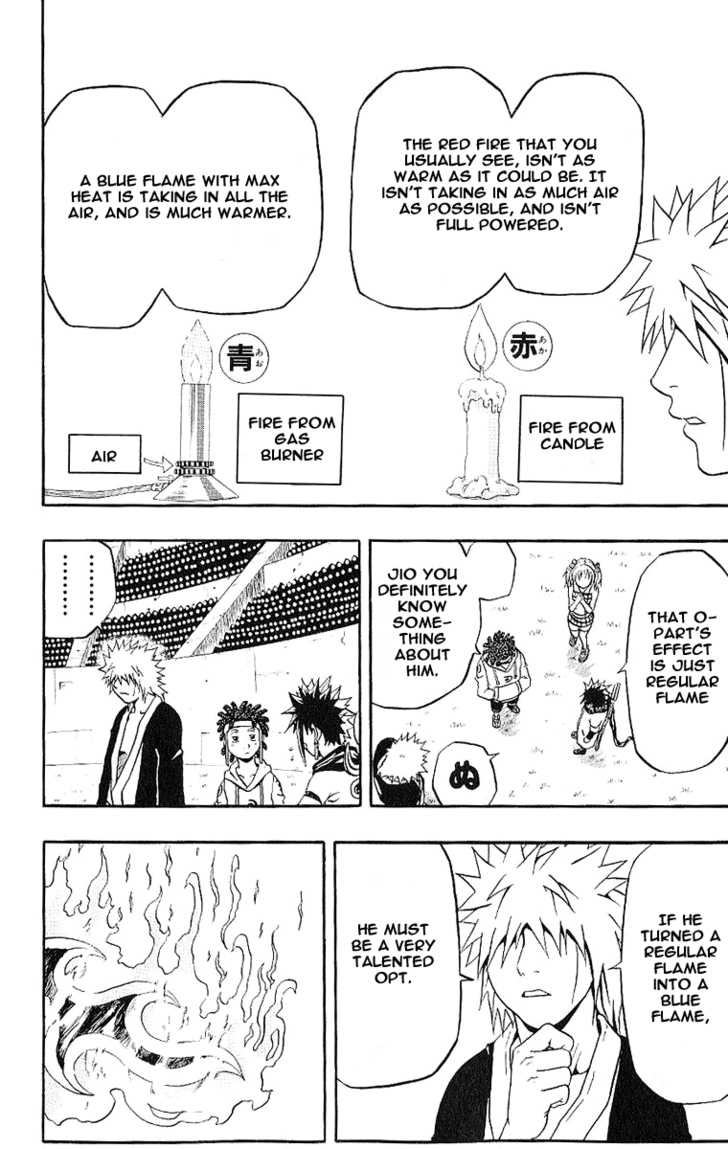 THE RED FIRE THAT YOU
USUALLY SEE, ISN'T AS
WARM AS IT COULD BE. IT
ISN'T TAKING IN AS MUCH AIR
AS POSSIBLE, AND ISN'T
FULL POWERED.
赤
あか
FIRE FROM
CANDLE
A BLUE FLAME WITH MAX
HEAT IS TAKING IN ALL THE
AIR, AND IS MUCH WARMER.
青
あお
FIRE FROM
GAS
BURNER
AIR
THAT O-
PART'S
EFFECT
IS JUST
REGULAR
FLAME
JIO YOU
DEFINITELY
KNOW
SOME-
THING
ABOUT
HIM.
ぬ
......
......
IF HE
TURNED A
REGULAR
FLAME
INTO A
BLUE
FLAME,
HE MUST
BE A VERY
TALENTED
OPT.